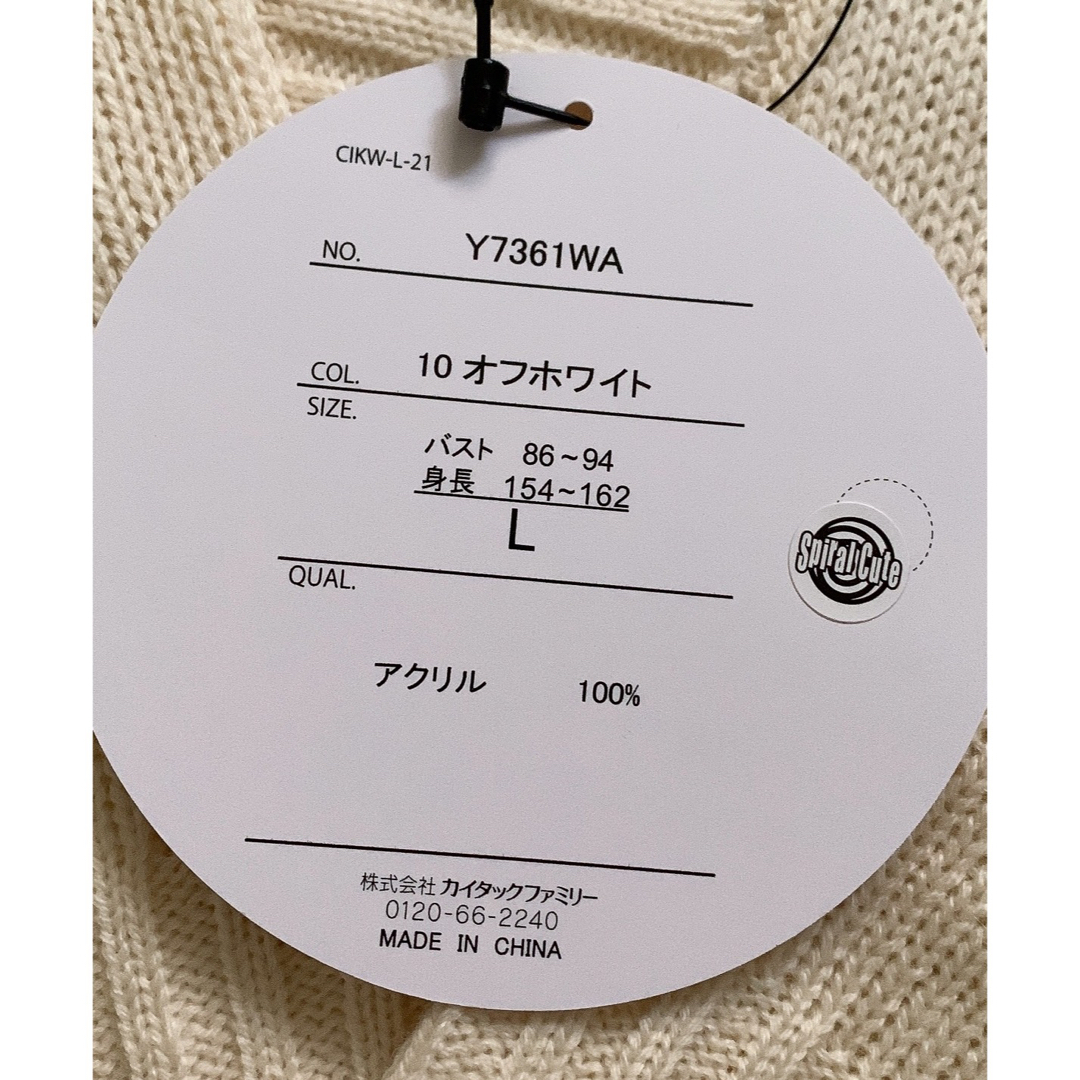 CIKW-L-21
NO. Y7361WA
COL. 10 オフホワイト
SIZE.
バスト 86~94
身長 154~162
L
Spiral Cute
QUAL.
アクリル 100%
株式会社 カイタックファミリー
0120-66-2240
MADE IN CHINA